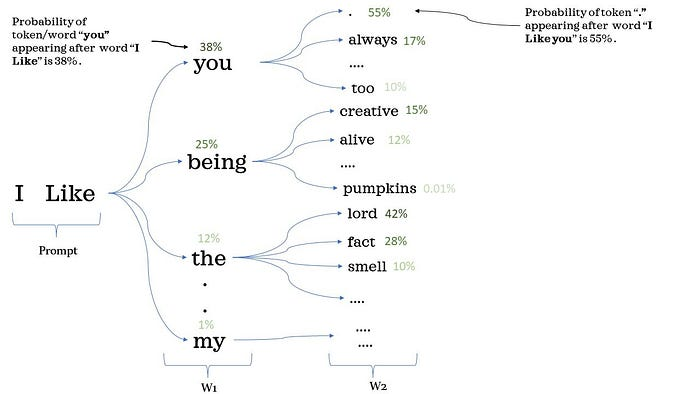 Probability of
token/word “you”
appearing after word “I
Like” is 38%.
38%
you
. 55%
always 17%
....
too 10%
Probability of token “.”
appearing after word “I
Like you” is 55%.
I Like
Prompt
25%
being
creative 15%
alive 12%
....
pumpkins 0.01%
12%
the
lord 42%
fact 28%
smell 10%
....
.
.
1%
my
....
....
W1
W2